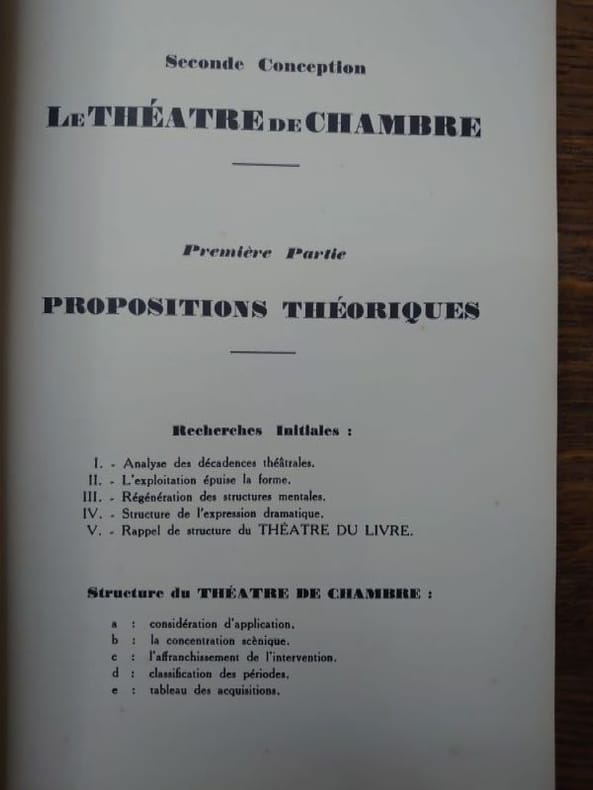 Seconde Conception
LE THÉATRE DE CHAMBRE
Première Partie
PROPOSITIONS THÉORIQUES
Recherches Initiales :
I. - Analyse des décadences théâtrales.
II. - L'exploitation épuise la forme.
III. - Régénération des structures mentales.
IV. - Structure de l'expression dramatique.
V. - Rappel de structure du THÉATRE DU LIVRE.
Structure du THÉATRE DE CHAMBRE :
a : considération d'application.
b : la concentration scènique.
c : l'affranchissement de l'intervention.
d : classification des périodes.
e : tableau des acquisitions.